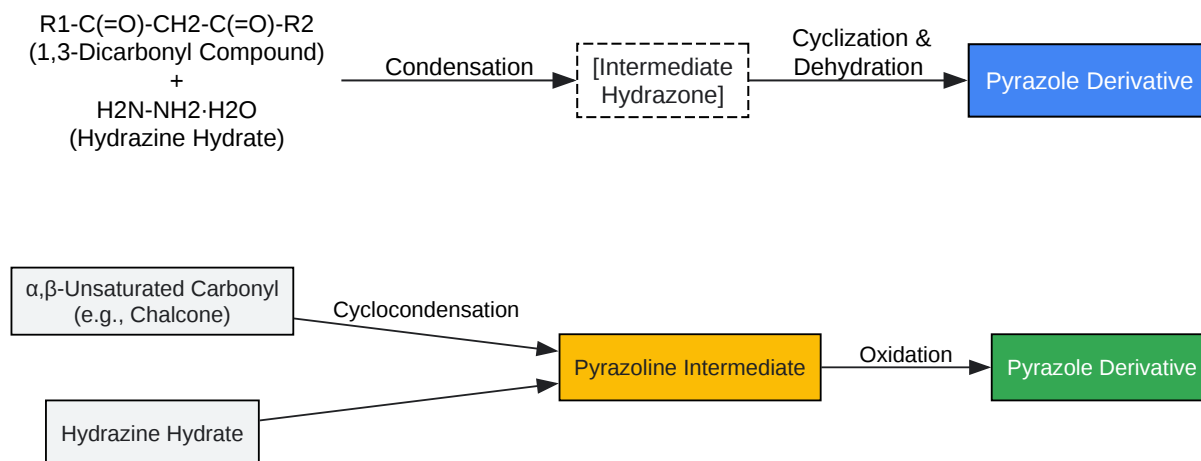 R1-C(=O)-CH2-C(=O)-R2
(1,3-Dicarbonyl Compound)
+
H2N-NH2·H2O
(Hydrazine Hydrate)
Condensation
[Intermediate
Hydrazone]
Cyclization &
Dehydration
Pyrazole Derivative
α,β-Unsaturated Carbonyl
(e.g., Chalcone)
Cyclocondensation
Hydrazine Hydrate
Pyrazoline Intermediate
Oxidation
Pyrazole Derivative